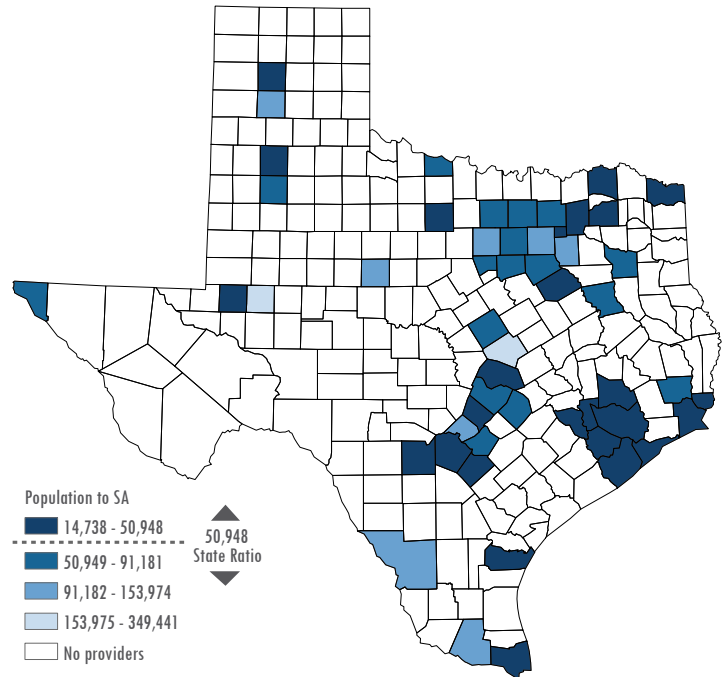 Population to SA
14,738 - 50,948
50,948
State Ratio
50,949 - 91,181
91,182 - 153,974
153,975 - 349,441
No providers